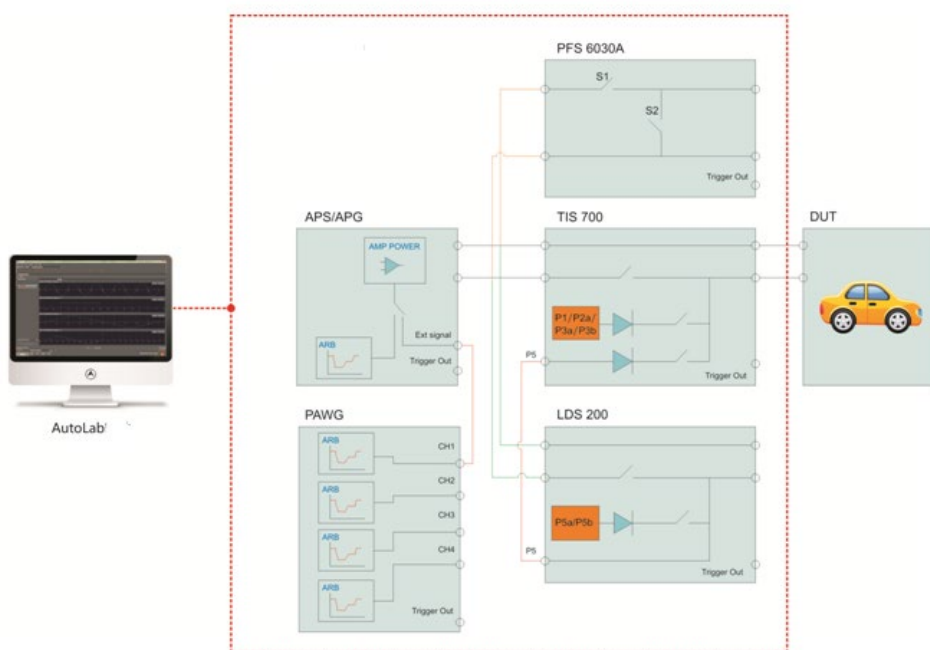 PFS 6030A
S1
S2
Trigger Out
APS/APG
AMP POWER
Ext signal
ARB
Trigger Out
TIS 700
P1/P2a/
P3a/P3b
P5
Trigger Out
DUT
AutoLab
PAWG
ARB
CH1
CH2
ARB
CH3
ARB
CH4
ARB
Trigger Out
LDS 200
P5a/P5b
P5
Trigger Out